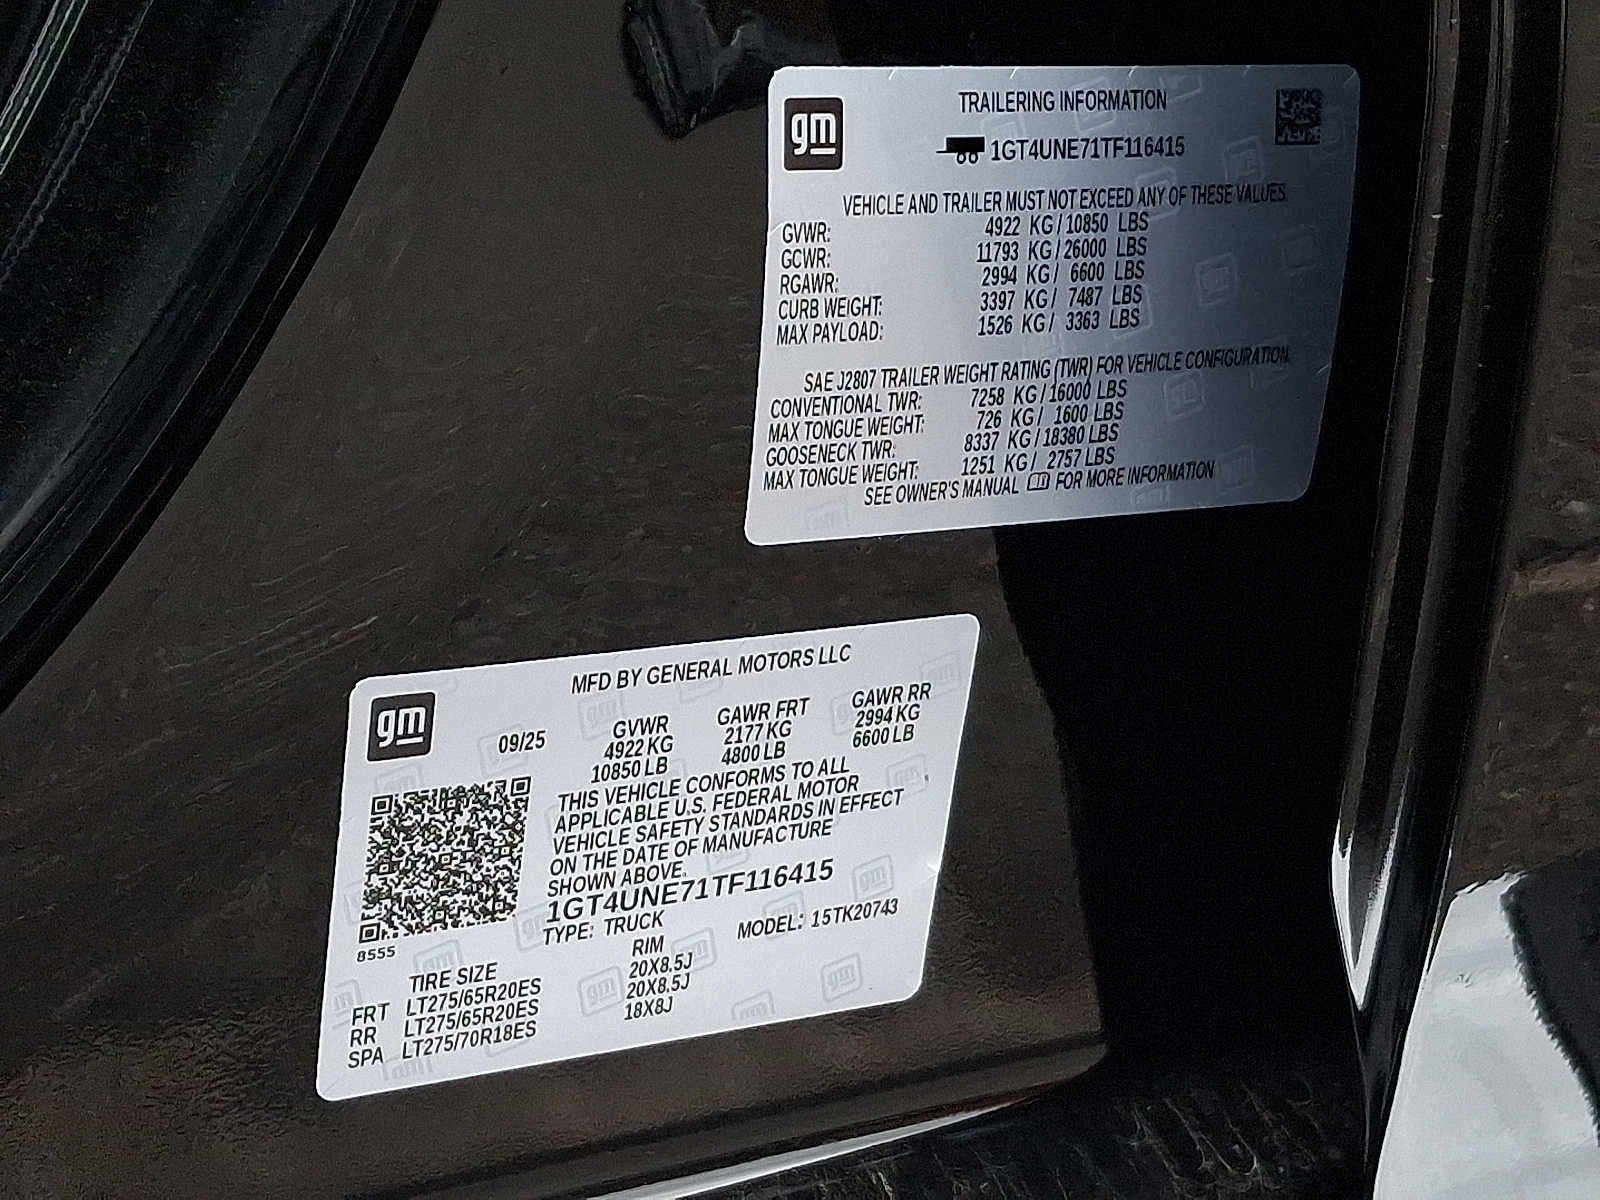 gm
TRAILERING INFORMATION
1GT4UNE71TF116415
VEHICLE AND TRAILER MUST NOT EXCEED ANY OF THESE VALUES
GVWR: 4922 KG/10850 LBS
GCWR: 11793 KG/26000 LBS
RGAWR: 2994 KG/ 6600 LBS
CURB WEIGHT: 3397 KG/ 7487 LBS
MAX PAYLOAD: 1526 KG/ 3363 LBS
SAE J2807 TRAILER WEIGHT RATING (TWR) FOR VEHICLE CONFIGURATION
CONVENTIONAL TWR: 7258 KG/16000 LBS
MAX TONGUE WEIGHT: 726 KG/ 1600 LBS
GOOSENECK TWR: 8337 KG/18380 LBS
MAX TONGUE WEIGHT: 1251 KG/ 2757 LBS
SEE OWNER'S MANUAL FOR MORE INFORMATION
gm
MFD BY GENERAL MOTORS LLC
09/25 GVWR GAWR FRT GAWR RR
4922 KG 2177 KG 2994 KG
10850 LB 4800 LB 6600 LB
THIS VEHICLE CONFORMS TO ALL
APPLICABLE U.S. FEDERAL MOTOR
VEHICLE SAFETY STANDARDS IN EFFECT
ON THE DATE OF MANUFACTURE
SHOWN ABOVE.
1GT4UNE71TF116415
TYPE: TRUCK MODEL: 15TK20743
8555
TIRE SIZE RIM
FRT LT275/65R20ES 20X8.5J
RR LT275/65R20ES 20X8.5J
SPA LT275/70R18ES 18X8J